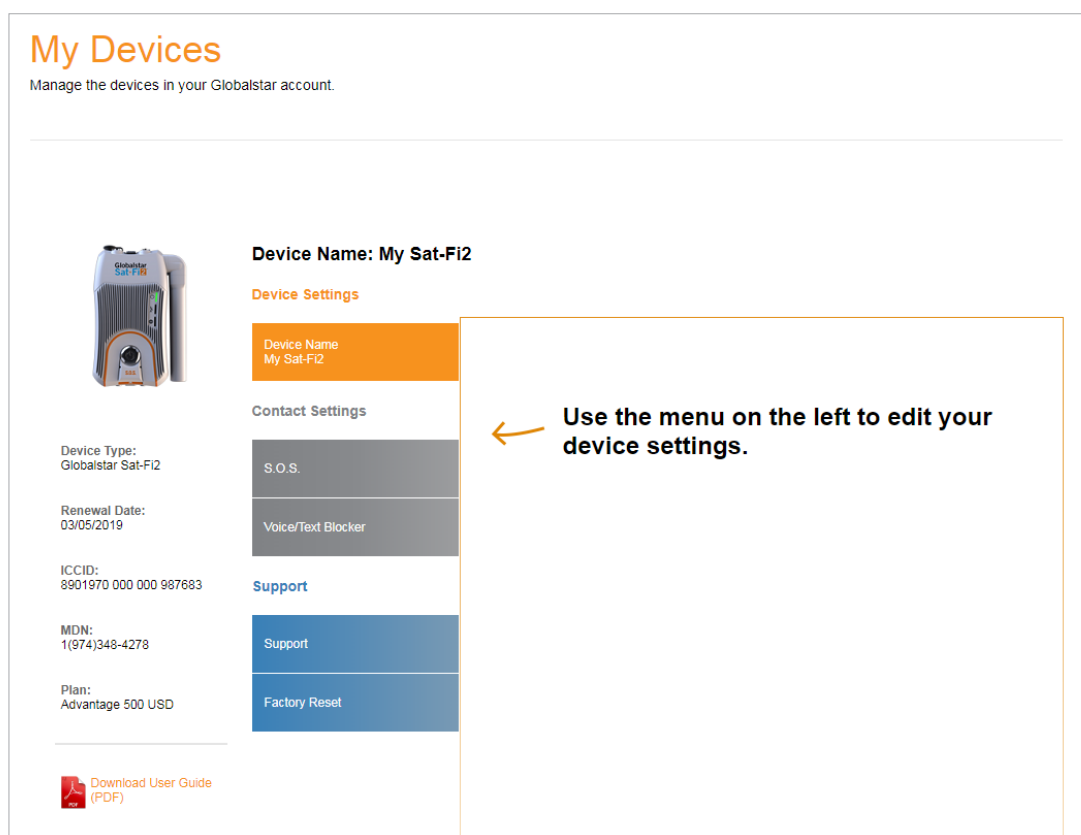 My Devices
Manage the devices in your Globalstar account.
Globalstar
Sat-Fi2
SOS
Device Name: My Sat-Fi2
Device Settings
Device Name
My Sat-Fi2
Contact Settings
S.O.S.
Voice/Text Blocker
Support
Support
Factory Reset
Use the menu on the left to edit your
device settings.
Device Type:
Globalstar Sat-Fi2
Renewal Date:
03/05/2019
ICCID:
8901970 000 000 987683
MDN:
1(974)348-4278
Plan:
Advantage 500 USD
PDF
Download User Guide
(PDF)